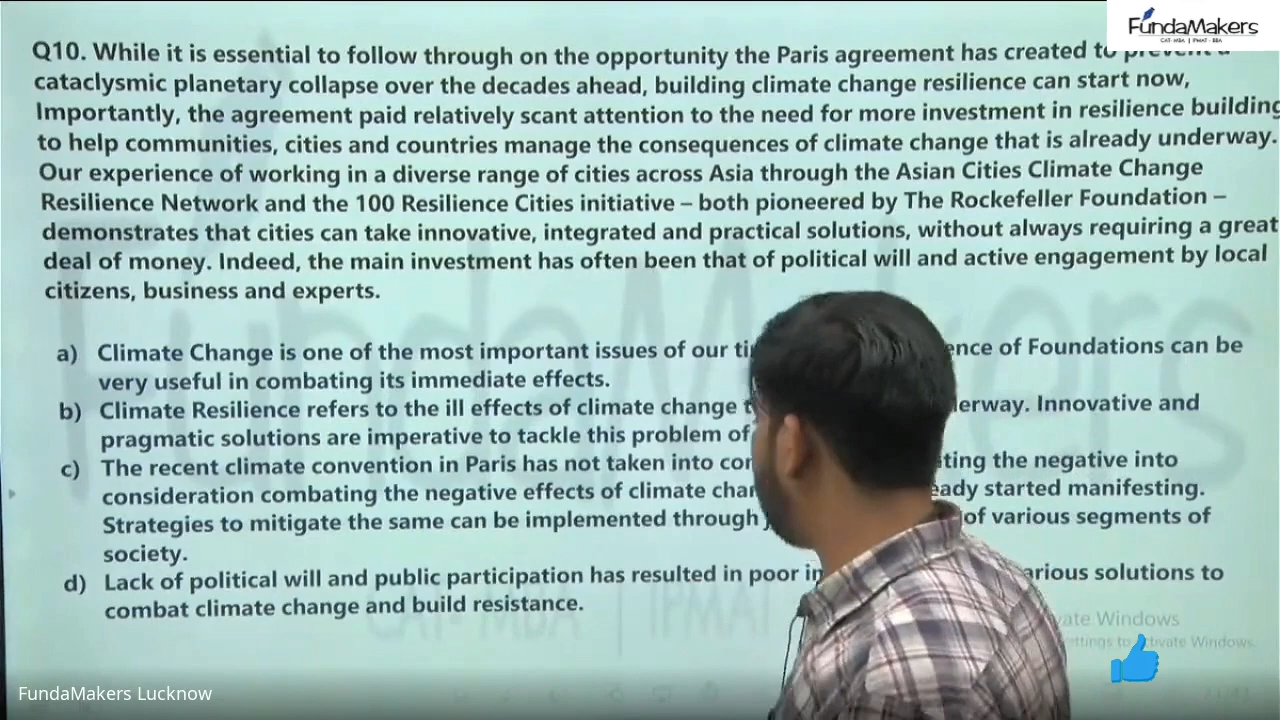 FundaMakers
CAT- MBA | IPMAT - BBA
Q10. While it is essential to follow through on the opportunity the Paris agreement has created to prevent a
cataclysmic planetary collapse over the decades ahead, building climate change resilience can start now,
Importantly, the agreement paid relatively scant attention to the need for more investment in resilience building
to help communities, cities and countries manage the consequences of climate change that is already underway.
Our experience of working in a diverse range of cities across Asia through the Asian Cities Climate Change
Resilience Network and the 100 Resilience Cities initiative – both pioneered by The Rockefeller Foundation –
demonstrates that cities can take innovative, integrated and practical solutions, without always requiring a great
deal of money. Indeed, the main investment has often been that of political will and active engagement by local
citizens, business and experts.
a) Climate Change is one of the most important issues of our of Foundations can be
very useful in combating its immediate effects.
b) Climate Resilience refers to the ill effects of climate change Innovative and
pragmatic solutions are imperative to tackle this problem of
c) The recent climate convention in Paris has not taken into the negative into
consideration combating the negative effects of climate started manifesting.
Strategies to mitigate the same can be implemented through of various segments of
society.
d) Lack of political will and public participation has resulted in poor solutions to
combat climate change and build resistance.
CAT- MBA | IPMAT
Windows
to Activate Windows.
FundaMakers Lucknow